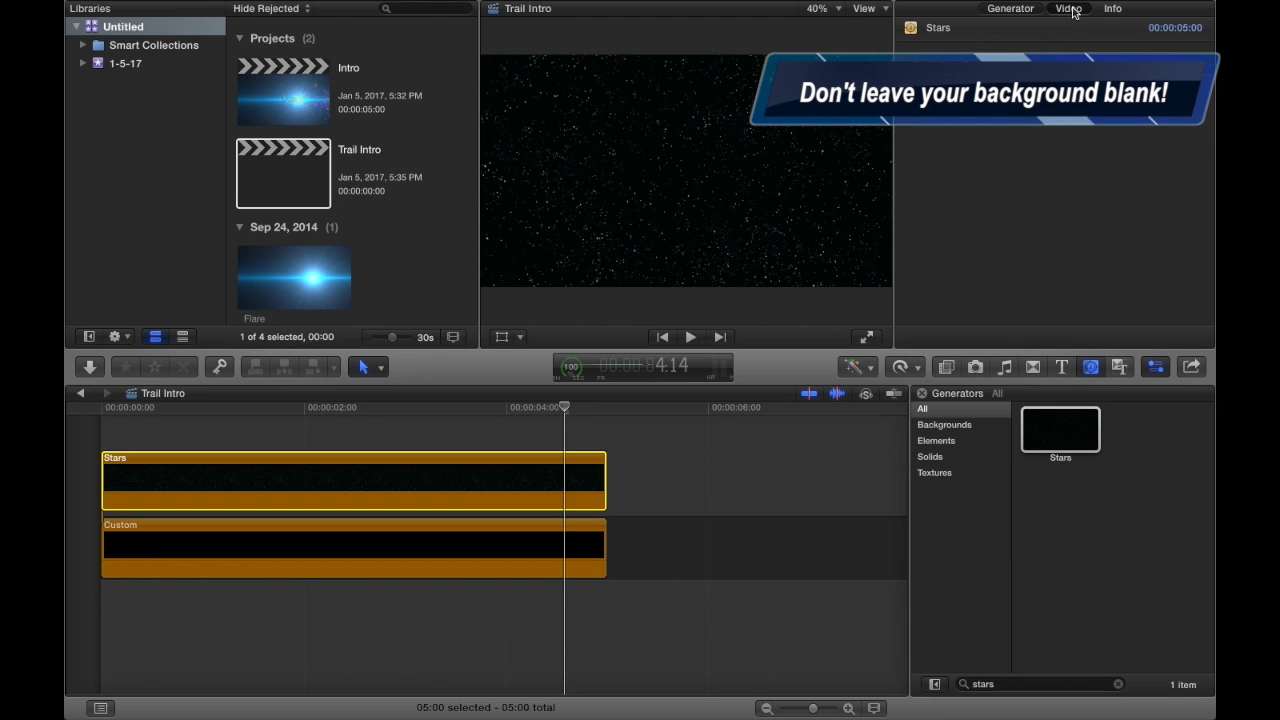 Libraries
Hide Rejected
Trail Intro
40%
View
Generator
Video
Info
Untitled
Smart Collections
1-5-17
Projects (2)
Intro
Jan 5, 2017, 5:32 PM
00:00:05:00
Trail Intro
Jan 5, 2017, 5:35 PM
00:00:00:00
Sep 24, 2014 (1)
Flare
Stars
00:00:05:00
Don't leave your background blank!
1 of 4 selected, 00:00
30s
100
4:14
Trail Intro
00:00:00:00
00:00:02:00
00:00:04:00
00:00:06:00
Stars
Custom
Generators All
All
Backgrounds
Elements
Solids
Textures
Stars
stars
1 item
05:00 selected - 05:00 total